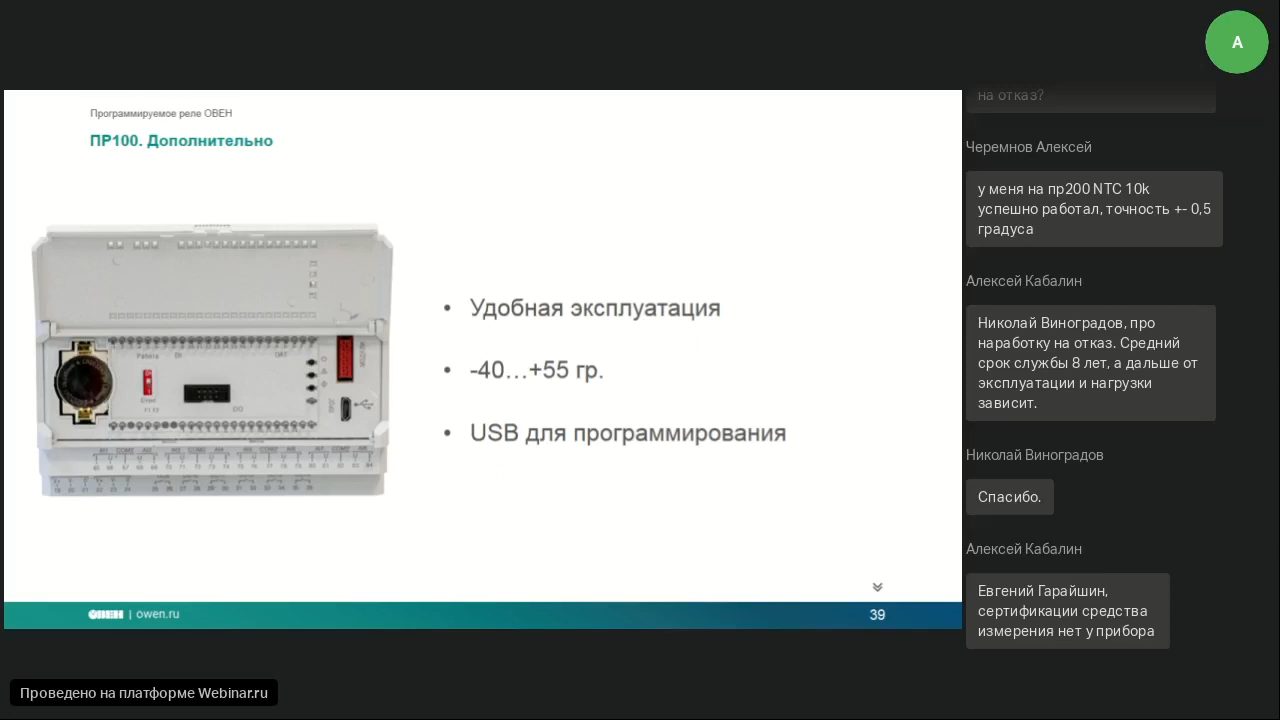 A
Программируемое реле ОВЕН
ПР100. Дополнительно
• Удобная эксплуатация
• -40…+55 гр.
• USB для программирования
ОВЕН | owen.ru
39
на отказ?
Черемнов Алексей
у меня на пр200 NTC 10k
успешно работал, точность +- 0,5
градуса
Алексей Кабалин
Николай Виноградов, про
наработку на отказ. Средний
срок службы 8 лет, а дальше от
эксплуатации и нагрузки
зависит.
Николай Виноградов
Спасибо.
Алексей Кабалин
Евгений Гарайшин,
сертификации средства
измерения нет у прибора
Проведено на платформе Webinar.ru